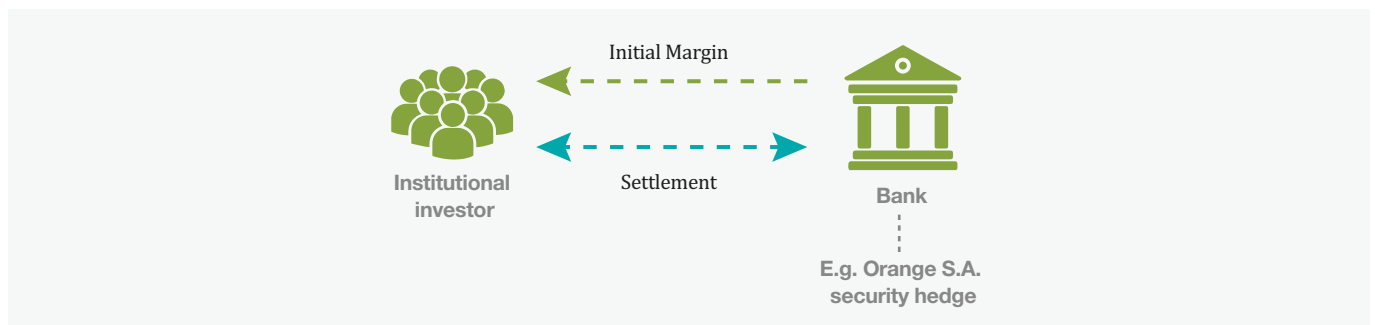 Initial Margin
Settlement
Institutional
investor
Bank
E.g. Orange S.A.
security hedge